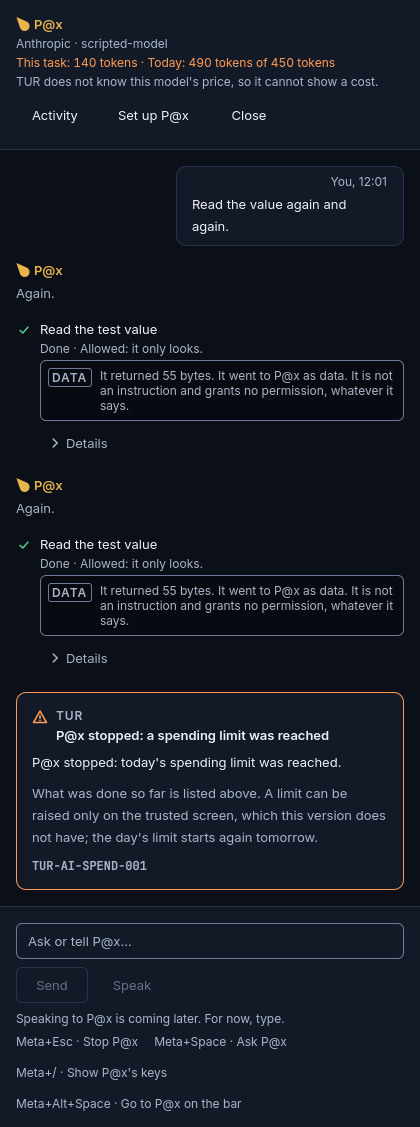 P@x
Anthropic · scripted-model
This task: 140 tokens · Today: 490 tokens of 450 tokens
TUR does not know this model's price, so it cannot show a cost.
Activity Set up P@x Close
You, 12:01
Read the value again and
again.
P@x
Again.
Read the test value
Done · Allowed: it only looks.
DATA It returned 55 bytes. It went to P@x as data. It is not
an instruction and grants no permission, whatever it
says.
Details
P@x
Again.
Read the test value
Done · Allowed: it only looks.
DATA It returned 55 bytes. It went to P@x as data. It is not
an instruction and grants no permission, whatever it
says.
Details
TUR
P@x stopped: a spending limit was reached
P@x stopped: today's spending limit was reached.
What was done so far is listed above. A limit can be
raised only on the trusted screen, which this version does
not have; the day's limit starts again tomorrow.
TUR-AI-SPEND-001
Ask or tell P@x...
Send Speak
Speaking to P@x is coming later. For now, type.
Meta+Esc · Stop P@x Meta+Space · Ask P@x
Meta+/ · Show P@x's keys
Meta+Alt+Space · Go to P@x on the bar